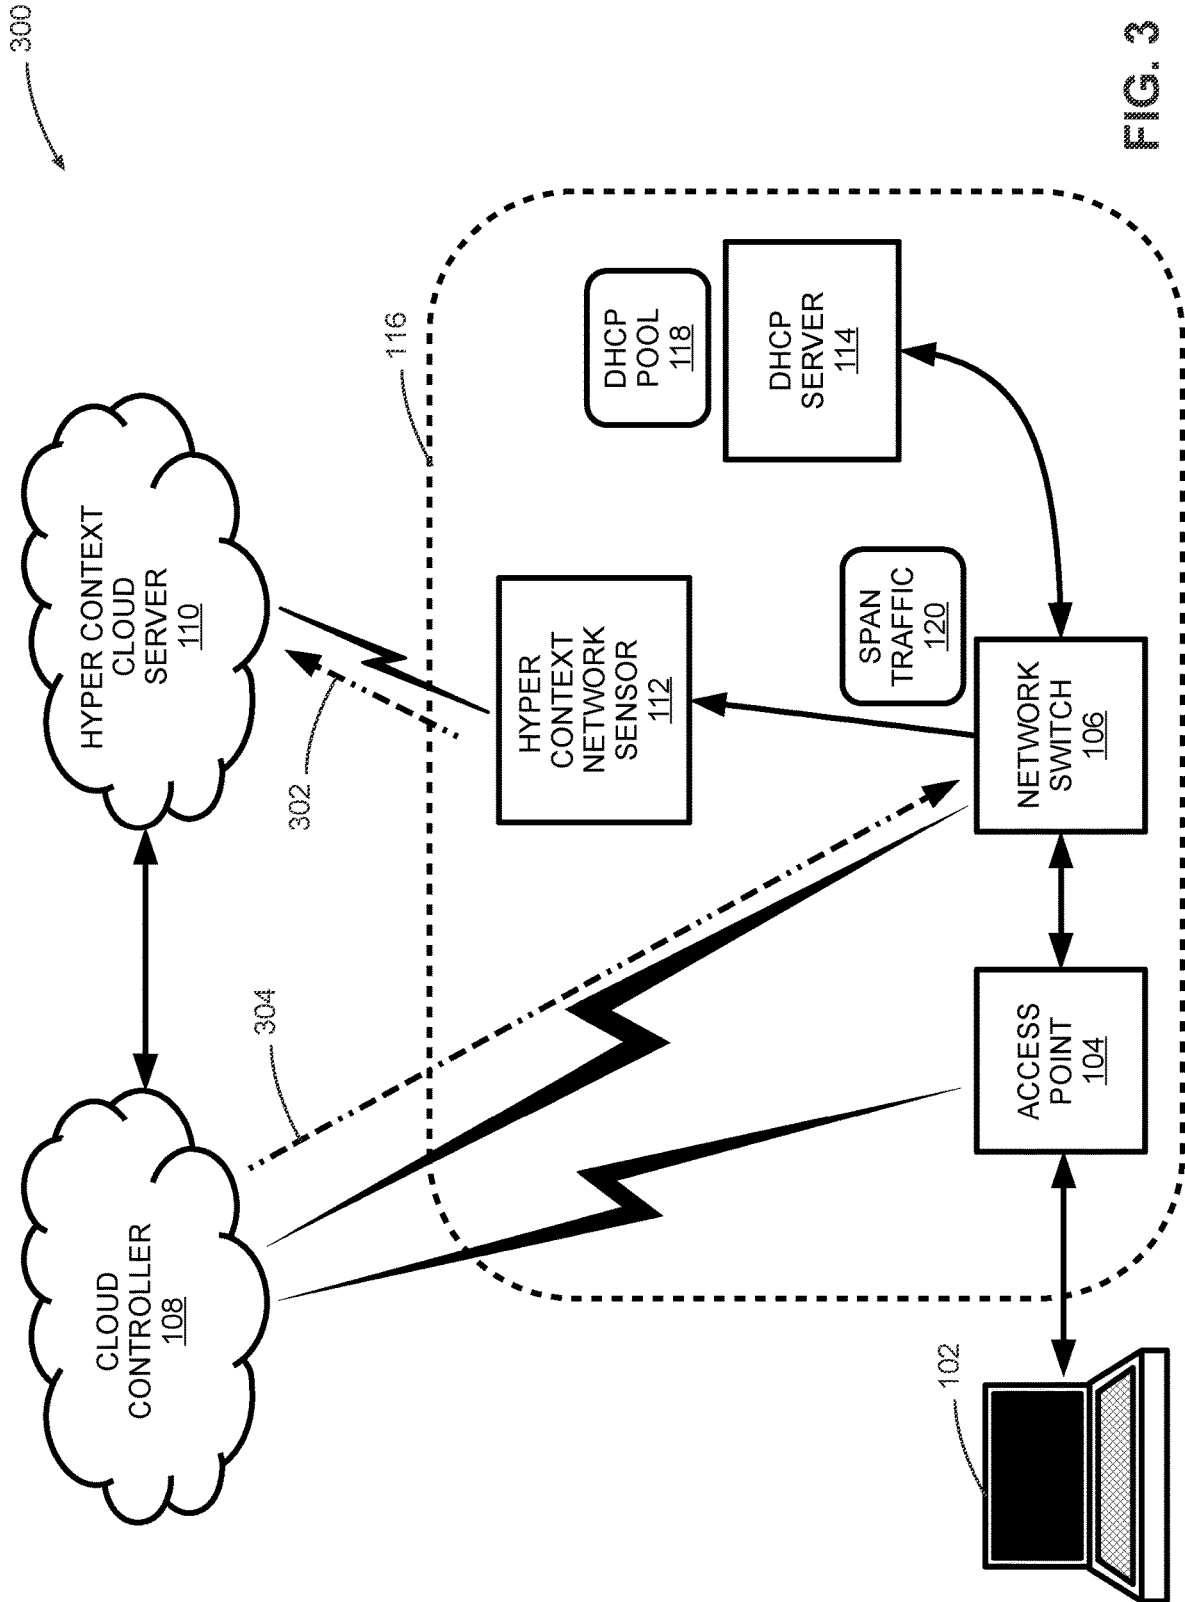 300
CLOUD
CONTROLLER
108
HYPER CONTEXT
CLOUD
SERVER
110
304
302
116
HYPER
CONTEXT
NETWORK
SENSOR
112
DHCP
POOL
118
DHCP
SERVER
114
SPAN
TRAFFIC
120
102
ACCESS
POINT
104
NETWORK
SWITCH
106
FIG. 3